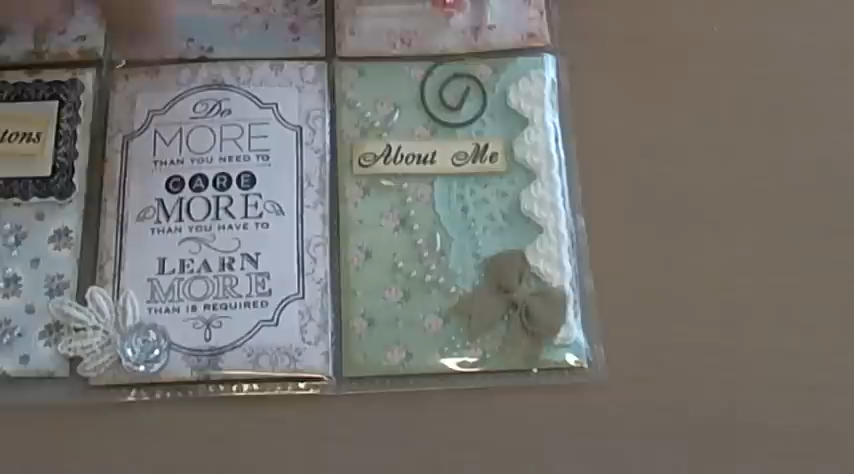 tons
Do
MORE
THAN YOU NEED TO
CARE
MORE
THAN YOU HAVE TO
LEARN
MORE
THAN IS REQUIRED
About Me